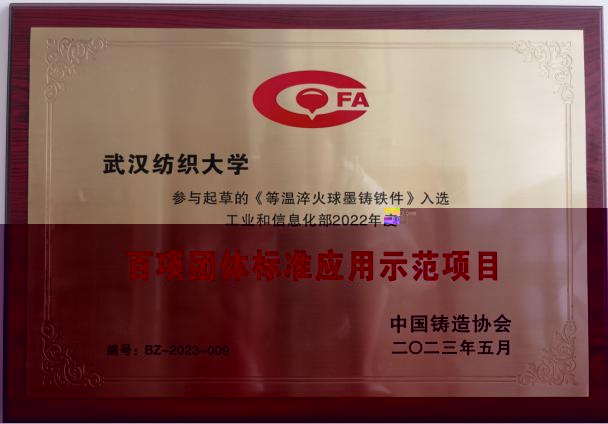 CFA
武汉纺织大学
参与起草的《等温淬火球墨铸铁件》入选
工业和信息化部2022年度
百项团体标准应用示范项目
中国铸造协会
编号：BZ-2023-009
二〇二三年五月